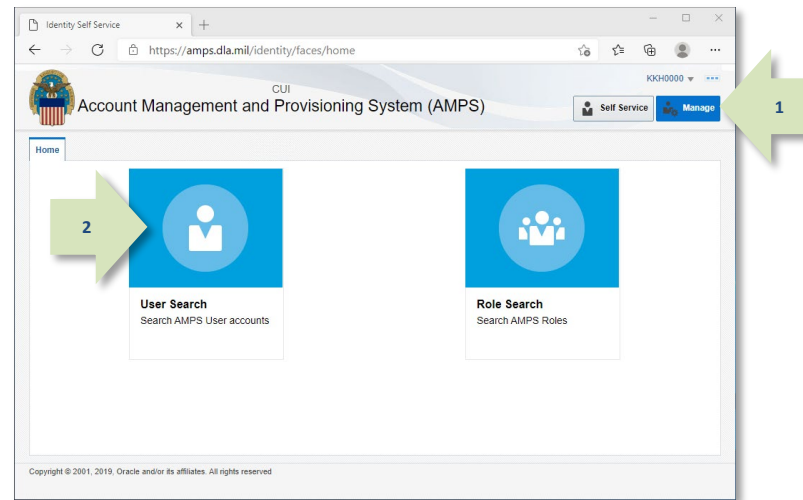 Identity Self Service
https://amps.dla.mil/identity/faces/home
CUI
KKH0000
Account Management and Provisioning System (AMPS)
Self Service
Manage
1
Home
2
User Search
Search AMPS User accounts
Role Search
Search AMPS Roles
Copyright © 2001, 2019, Oracle and/or its affiliates. All rights reserved